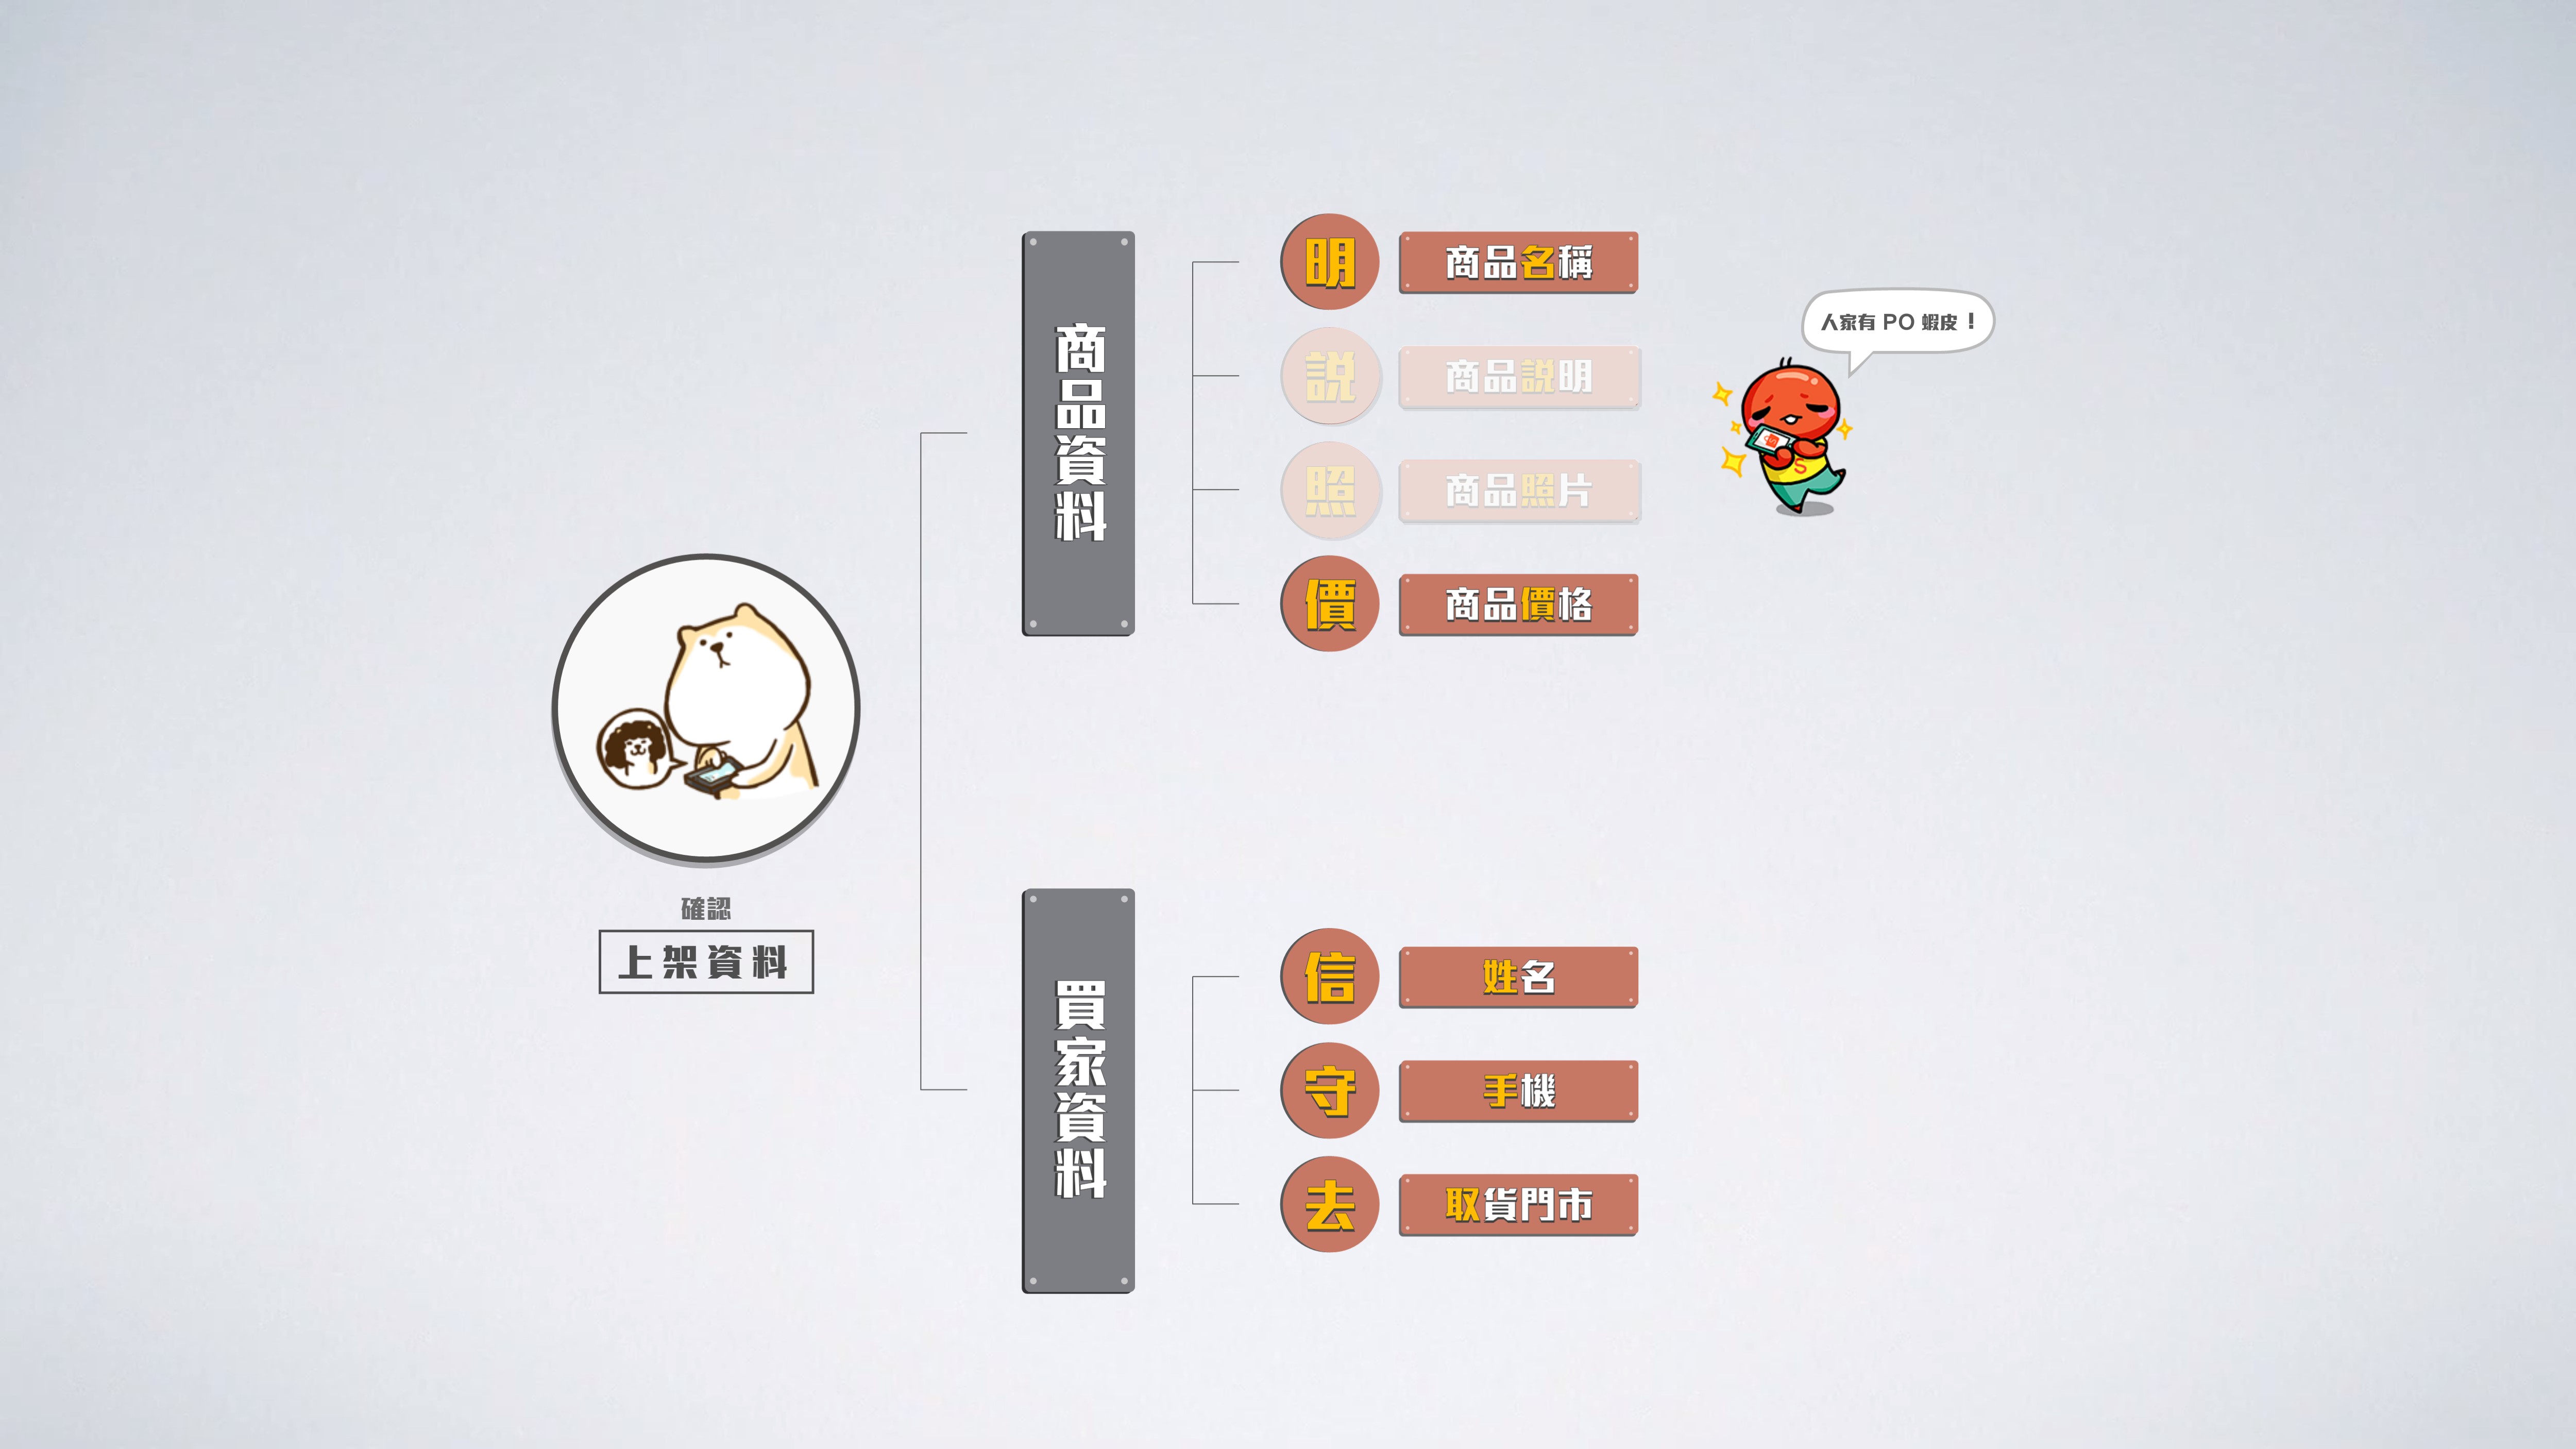 確認
上架資料
商品資料
明
商品名稱
説
商品説明
照
商品照片
價
商品價格
人家有 PO 蝦皮！
S
買家資料
信
姓名
守
手機
去
取貨門市